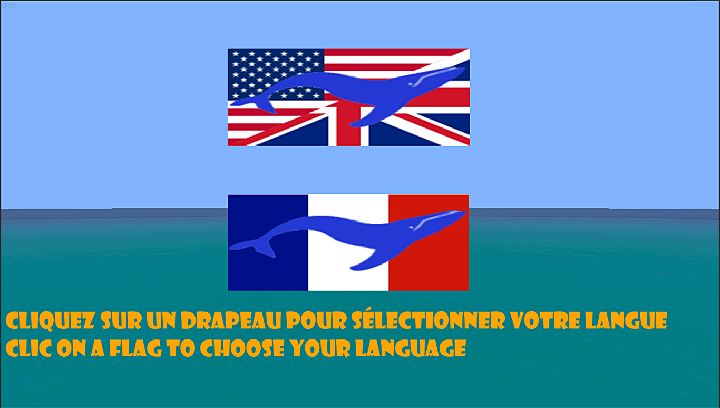 CLIQUEZ SUR UN DRAPEAU POUR SÉLECTIONNER VOTRE LANGUE
CLIC ON A FLAG TO CHOOSE YOUR LANGUAGE